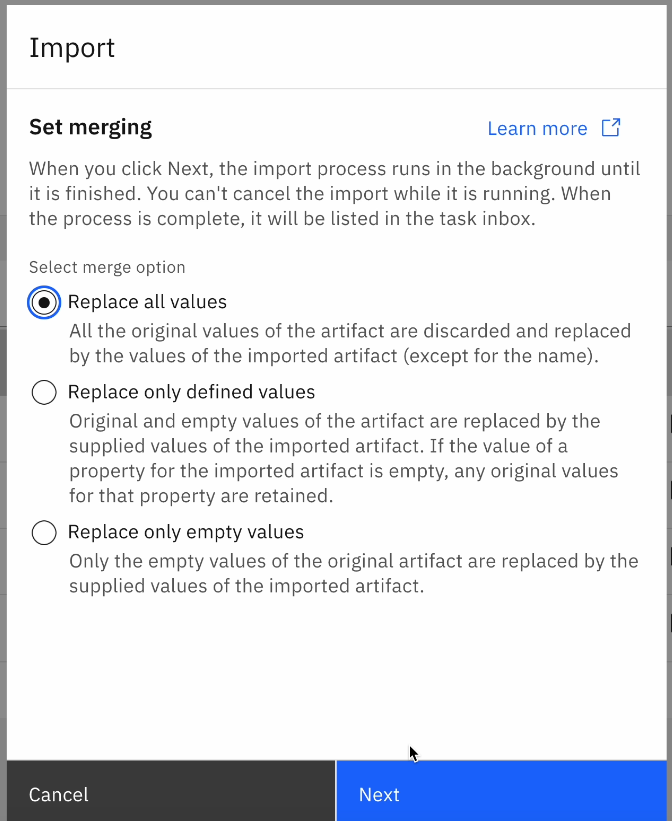 Import
Set merging
Learn more
When you click Next, the import process runs in the background until
it is finished. You can't cancel the import while it is running. When
the process is complete, it will be listed in the task inbox.
Select merge option
Replace all values
All the original values of the artifact are discarded and replaced
by the values of the imported artifact (except for the name).
Replace only defined values
Original and empty values of the artifact are replaced by the
supplied values of the imported artifact. If the value of a
property for the imported artifact is empty, any original values
for that property are retained.
Replace only empty values
Only the empty values of the original artifact are replaced by the
supplied values of the imported artifact.
Cancel
Next